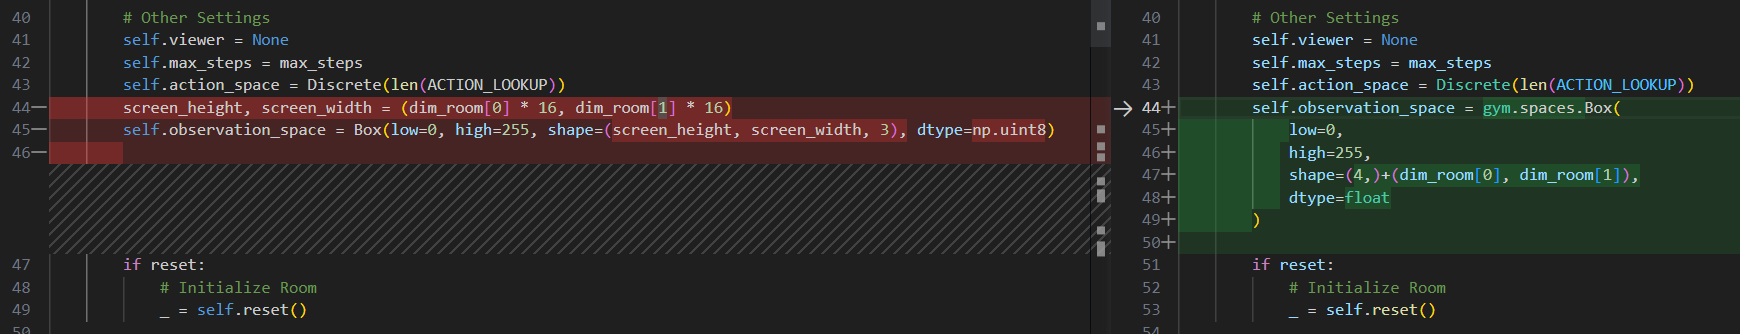 40 # Other Settings
41 self.viewer = None
42 self.max_steps = max_steps
43 self.action_space = Discrete(len(ACTION_LOOKUP))
44— screen_height, screen_width = (dim_room[0] * 16, dim_room[1] * 16)
45— self.observation_space = Box(low=0, high=255, shape=(screen_height, screen_width, 3), dtype=np.uint8)
46—
47 if reset:
48 # Initialize Room
49 _ = self.reset()
50
40 # Other Settings
41 self.viewer = None
42 self.max_steps = max_steps
43 self.action_space = Discrete(len(ACTION_LOOKUP))
44+ self.observation_space = gym.spaces.Box(
45+ low=0,
46+ high=255,
47+ shape=(4,)+(dim_room[0], dim_room[1]),
48+ dtype=float
49+ )
50+
51 if reset:
52 # Initialize Room
53 _ = self.reset()
54